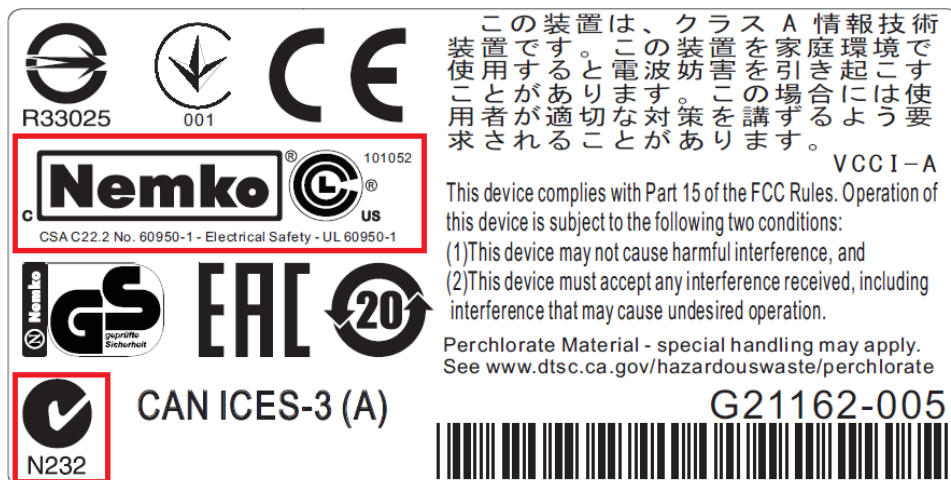 R33025
001
CE
Nemko
®
CLC
®
101052
C
US
CSA C22.2 No. 60950-1 - Electrical Safety - UL 60950-1
N Nemko
GS
geprüfte
Sicherheit
EAC
20
N232
CAN ICES-3 (A)
この装置は、クラス A 情報技術
装置です。この装置を家庭環境で
使用すると電波妨害を引き起こす
ことがあります。この場合には使
用者が適切な対策を講ずるよう要
求されることがあります。
VCCI-A
This device complies with Part 15 of the FCC Rules. Operation of
this device is subject to the following two conditions:
(1)This device may not cause harmful interference, and
(2)This device must accept any interference received, including
interference that may cause undesired operation.
Perchlorate Material - special handling may apply.
See www.dtsc.ca.gov/hazardouswaste/perchlorate
G21162-005